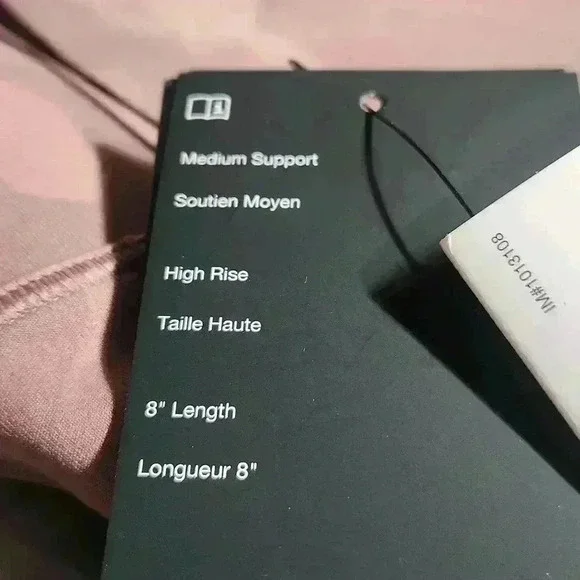 Medium Support
Soutien Moyen
High Rise
Taille Haute
8" Length
Longueur 8"
IM#1013108